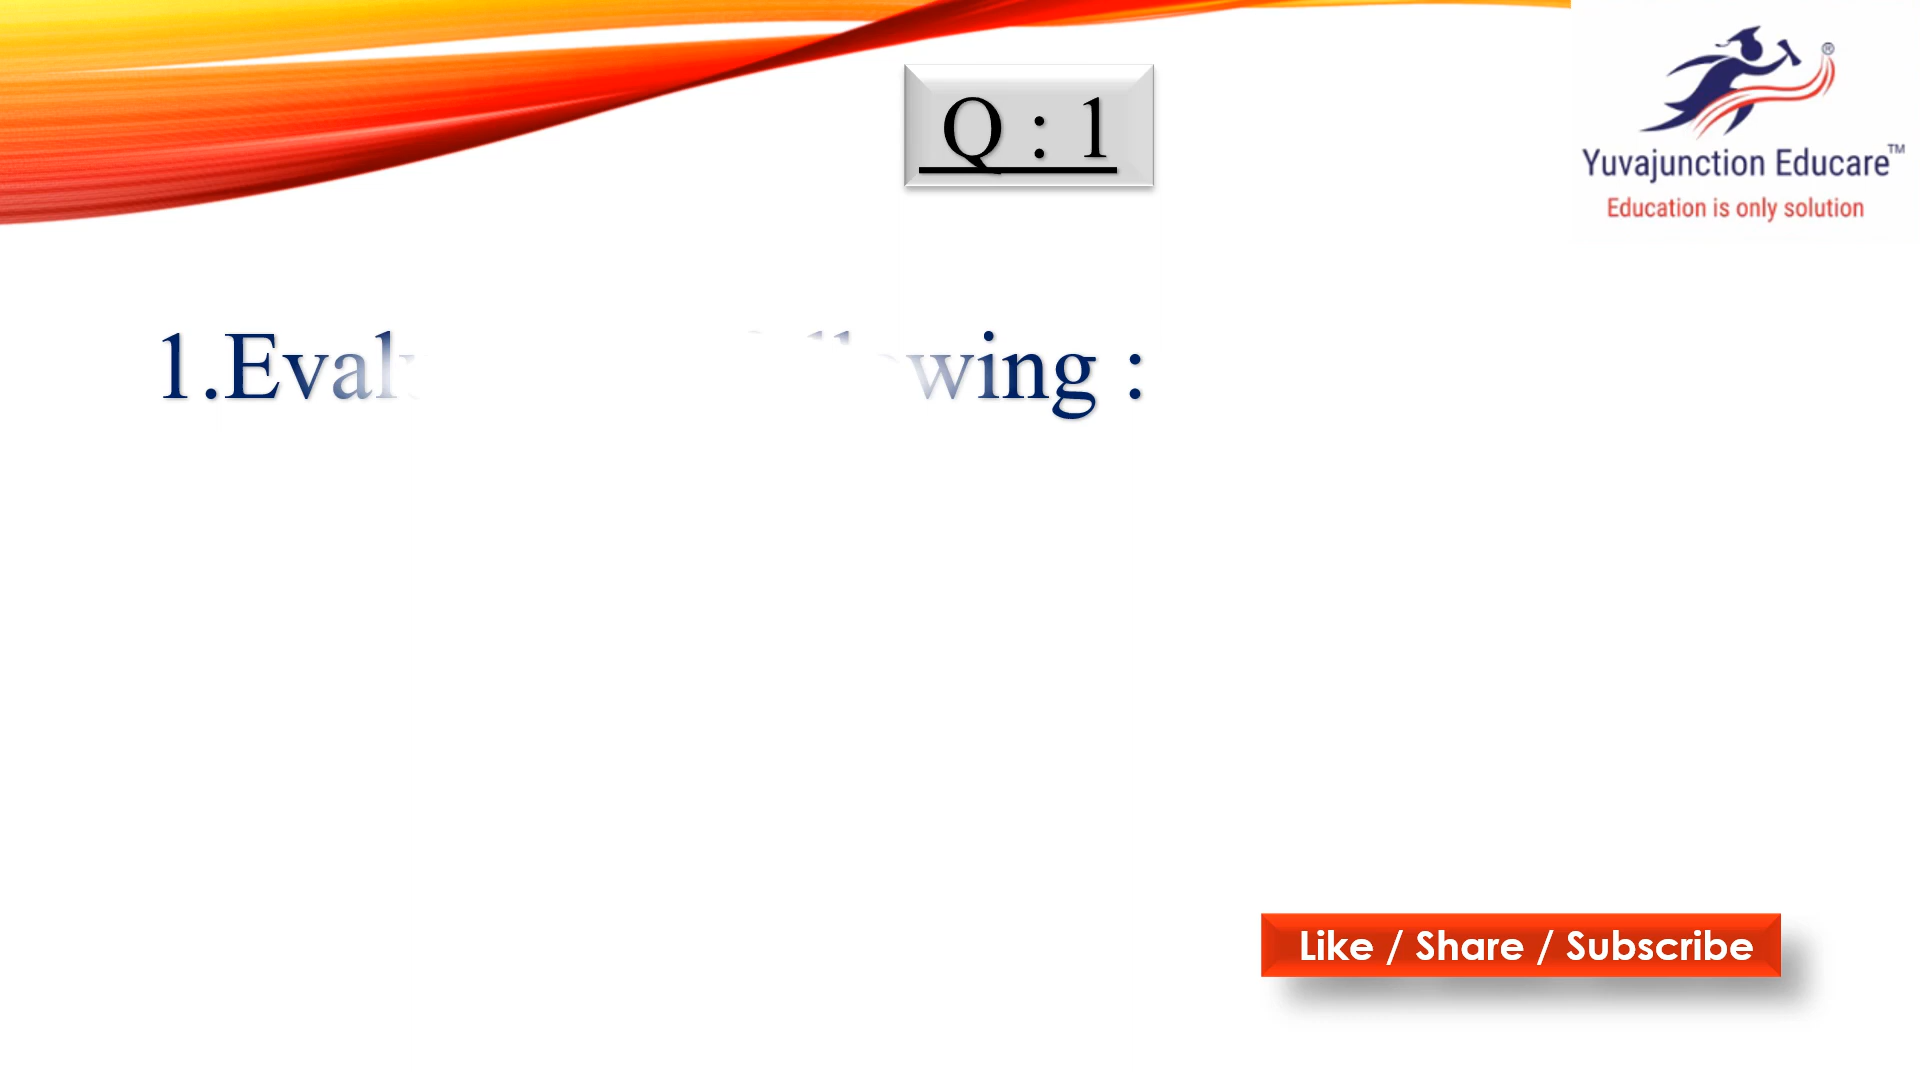 Q : 1
®
Yuvajunction Educare™
Education is only solution
1.Eval wing :
Like / Share / Subscribe